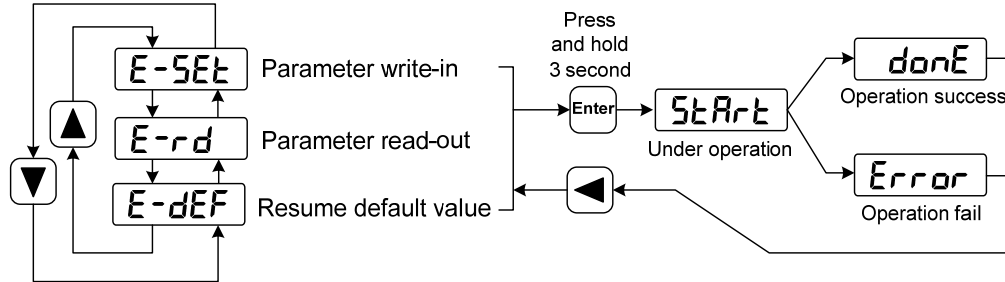 Press
and hold
3 second
E-SEt
Parameter write-in
Enter
StArt
Under operation
donE
Operation success
E-rd
Parameter read-out
E-dEF
Resume default value
Error
Operation fail